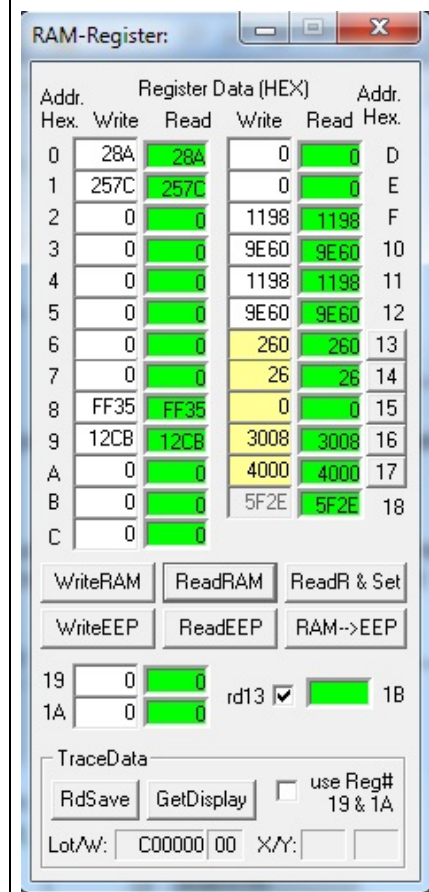 RAM-Register:
Register Data (HEX)
Addr. Addr.
Hex. Write Read Write Read Hex.
0 28A 28A 0 0 D
1 257C 257C 0 0 E
2 0 0 1198 1198 F
3 0 0 9E60 9E60 10
4 0 0 1198 1198 11
5 0 0 9E60 9E60 12
6 0 0 260 260 13
7 0 0 26 26 14
8 FF35 FF35 0 0 15
9 12CB 12CB 3008 3008 16
A 0 0 4000 4000 17
B 0 0 5F2E 5F2E 18
C 0 0
WriteRAM ReadRAM ReadR & Set
WriteEEP ReadEEP RAM-->EEP
19 0 0 rd13 1B
1A 0 0
TraceData
RdSave GetDisplay use Reg#
19 & 1A
Lot/W: C00000 00 X/Y: